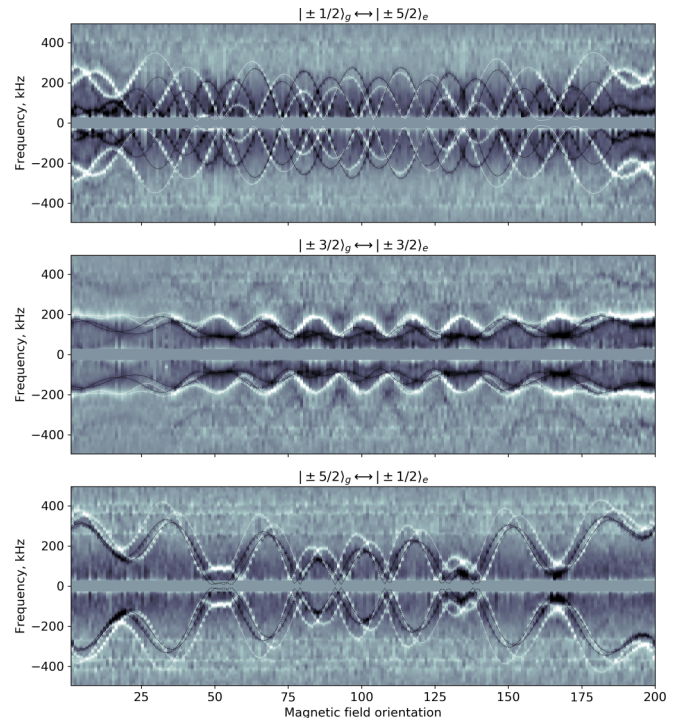 | ± 1/2⟩g ⟷ | ± 5/2⟩e
400
200
0
−200
−400
Frequency, kHz
| ± 3/2⟩g ⟷ | ± 3/2⟩e
400
200
0
−200
−400
Frequency, kHz
| ± 5/2⟩g ⟷ | ± 1/2⟩e
400
200
0
−200
−400
Frequency, kHz
25 50 75 100 125 150 175 200
Magnetic field orientation